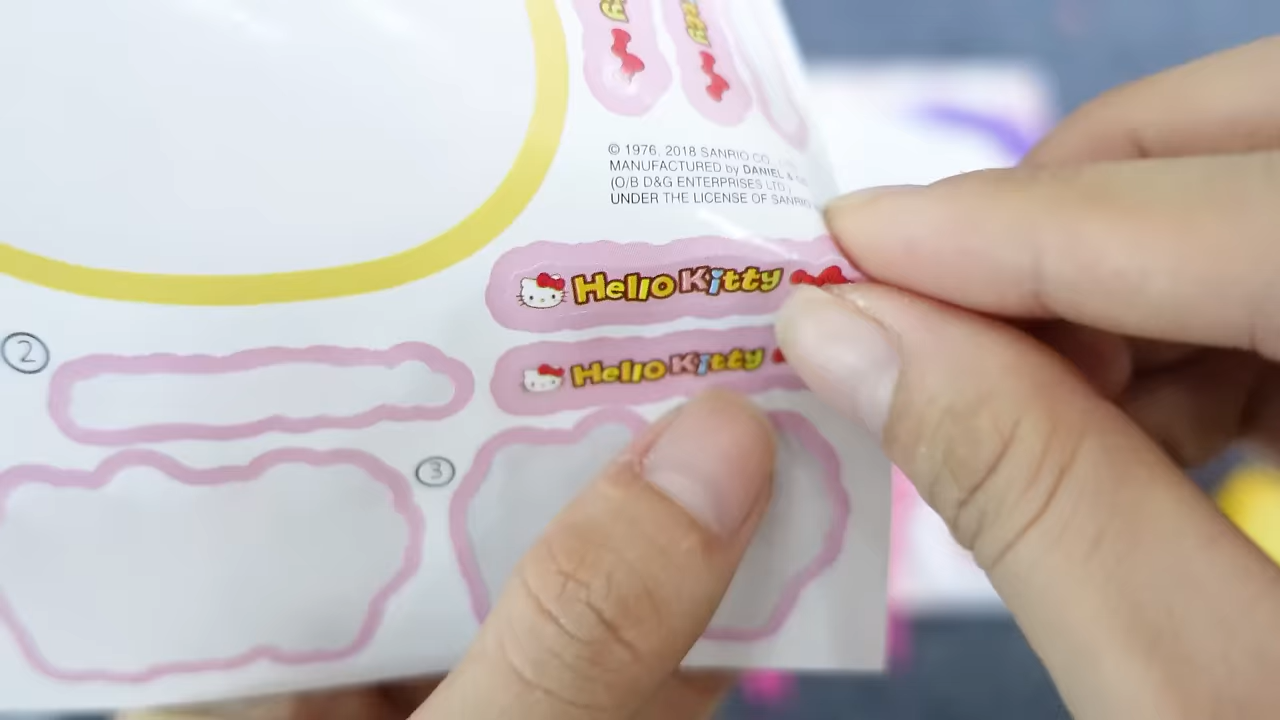 © 1976, 2018 SANRIO CO.,
MANUFACTURED by DANIEL &
(O/B D&G ENTERPRISES LTD.)
UNDER THE LICENSE OF SANRIO
Hello Kitty
Hello Kitty
2
3